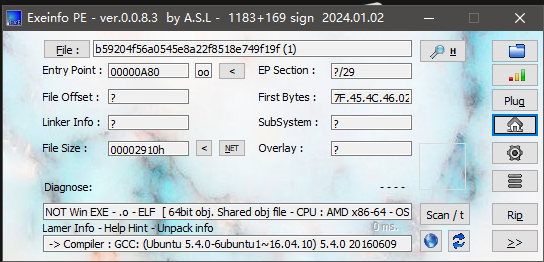 Exeinfo PE - ver.0.0.8.3 by A.S.L - 1183+169 sign 2024.01.02
File : b59204f56a0545e8a22f8518e749f19f (1) H
Entry Point : 00000A80 oo < EP Section : ?/29
File Offset : ? First Bytes : 7F.45.4C.46.02 Plug
Linker Info : ? SubSystem : ?
File Size : 00002910h < NET Overlay : ?
Diagnose: - - - -
NOT Win EXE - .o - ELF [ 64bit obj. Shared obj file - CPU : AMD x86-64 - OS Scan / t Rip
Lamer Info - Help Hint - Unpack info 0 ms.
-> Compiler : GCC: (Ubuntu 5.4.0-6ubuntu1~16.04.10) 5.4.0 20160609 >>